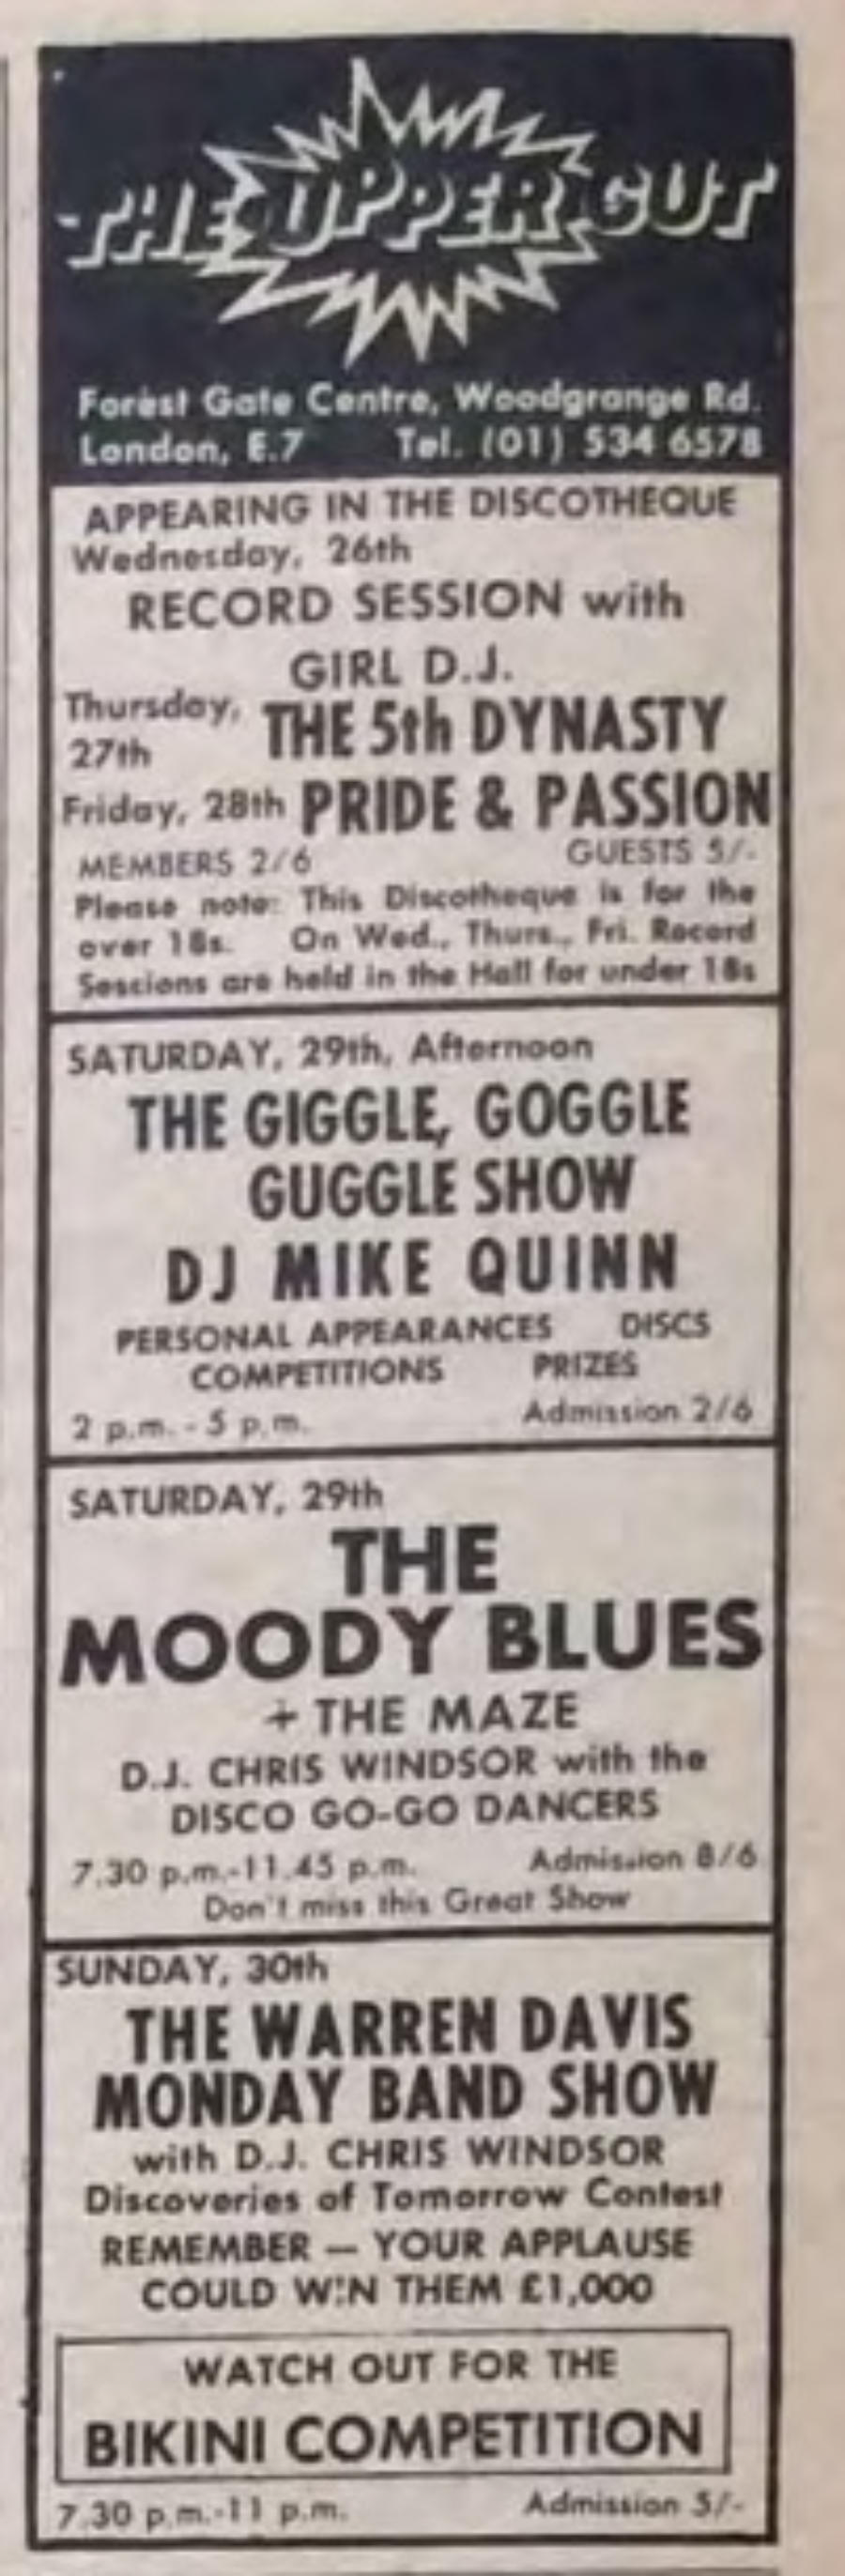 THE UPPER CUT
Forest Gate Centre, Woodgrange Rd.
London, E.7 Tel. (01) 534 6578
APPEARING IN THE DISCOTHEQUE
Wednesday, 26th
RECORD SESSION with
GIRL D.J.
Thursday, 27th THE 5th DYNASTY
Friday, 28th PRIDE & PASSION
MEMBERS 2/6 GUESTS 5/-
Please note: This Discotheque is for the
over 18s. On Wed., Thurs., Fri. Record
Sessions are held in the Hall for under 18s
SATURDAY, 29th, Afternoon
THE GIGGLE, GOGGLE
GUGGLE SHOW
DJ MIKE QUINN
PERSONAL APPEARANCES DISCS
COMPETITIONS PRIZES
2 p.m. - 5 p.m. Admission 2/6
SATURDAY, 29th
THE
MOODY BLUES
+ THE MAZE
D.J. CHRIS WINDSOR with the
DISCO GO-GO DANCERS
7.30 p.m.-11.45 p.m. Admission 8/6
Don't miss this Great Show
SUNDAY, 30th
THE WARREN DAVIS
MONDAY BAND SHOW
with D.J. CHRIS WINDSOR
Discoveries of Tomorrow Contest
REMEMBER — YOUR APPLAUSE
COULD WIN THEM £1,000
WATCH OUT FOR THE
BIKINI COMPETITION
7.30 p.m.-11 p.m. Admission 5/-